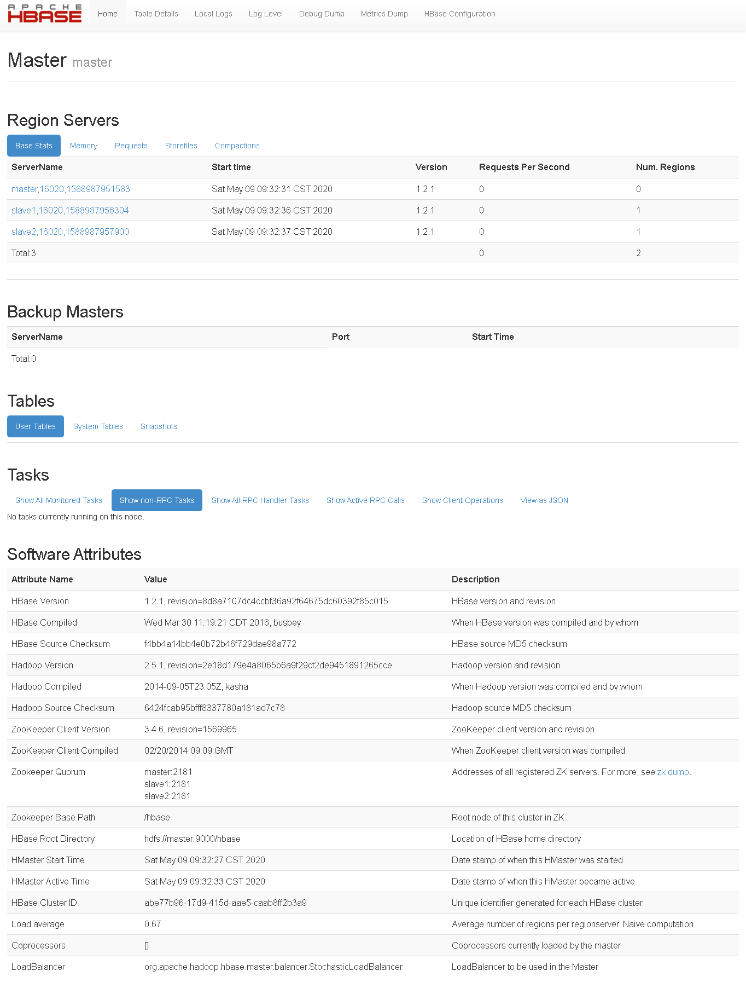 APACHE
HBASE
Home Table Details Local Logs Log Level Debug Dump Metrics Dump HBase Configuration
Master master
Region Servers
Base Stats Memory Requests Storefiles Compactions
ServerName Start time Version Requests Per Second Num. Regions
master,16020,1588987951583 Sat May 09 09:32:31 CST 2020 1.2.1 0 0
slave1,16020,1588987956304 Sat May 09 09:32:36 CST 2020 1.2.1 0 1
slave2,16020,1588987957900 Sat May 09 09:32:37 CST 2020 1.2.1 0 1
Total:3 0 2
Backup Masters
ServerName Port Start Time
Total:0
Tables
User Tables System Tables Snapshots
Tasks
Show All Monitored Tasks Show non-RPC Tasks Show All RPC Handler Tasks Show Active RPC Calls Show Client Operations View as JSON
No tasks currently running on this node.
Software Attributes
Attribute Name Value Description
HBase Version 1.2.1, revision=8d8a7107dc4ccbf36a92f64675dc60392f85c015 HBase version and revision
HBase Compiled Wed Mar 30 11:19:21 CDT 2016, busbey When HBase version was compiled and by whom
HBase Source Checksum f4bb4a14bb4e0b72b46f729dae98a772 HBase source MD5 checksum
Hadoop Version 2.5.1, revision=2e18d179e4a8065b6a9f29cf2de9451891265cce Hadoop version and revision
Hadoop Compiled 2014-09-05T23:05Z, kasha When Hadoop version was compiled and by whom
Hadoop Source Checksum 6424fcab95bfff8337780a181ad7c78 Hadoop source MD5 checksum
ZooKeeper Client Version 3.4.6, revision=1569965 ZooKeeper client version and revision
ZooKeeper Client Compiled 02/20/2014 09:09 GMT When ZooKeeper client version was compiled
Zookeeper Quorum master:2181 Addresses of all registered ZK servers. For more, see zk dump.
slave1:2181
slave2:2181
Zookeeper Base Path /hbase Root node of this cluster in ZK.
HBase Root Directory hdfs://master:9000/hbase Location of HBase home directory
HMaster Start Time Sat May 09 09:32:27 CST 2020 Date stamp of when this HMaster was started
HMaster Active Time Sat May 09 09:32:33 CST 2020 Date stamp of when this HMaster became active
HBase Cluster ID abe77b96-17d9-415d-aae5-caab8ff2b3a9 Unique identifier generated for each HBase cluster
Load average 0.67 Average number of regions per regionserver. Naive computation.
Coprocessors [] Coprocessors currently loaded by the master
LoadBalancer org.apache.hadoop.hbase.master.balancer.StochasticLoadBalancer LoadBalancer to be used in the Master